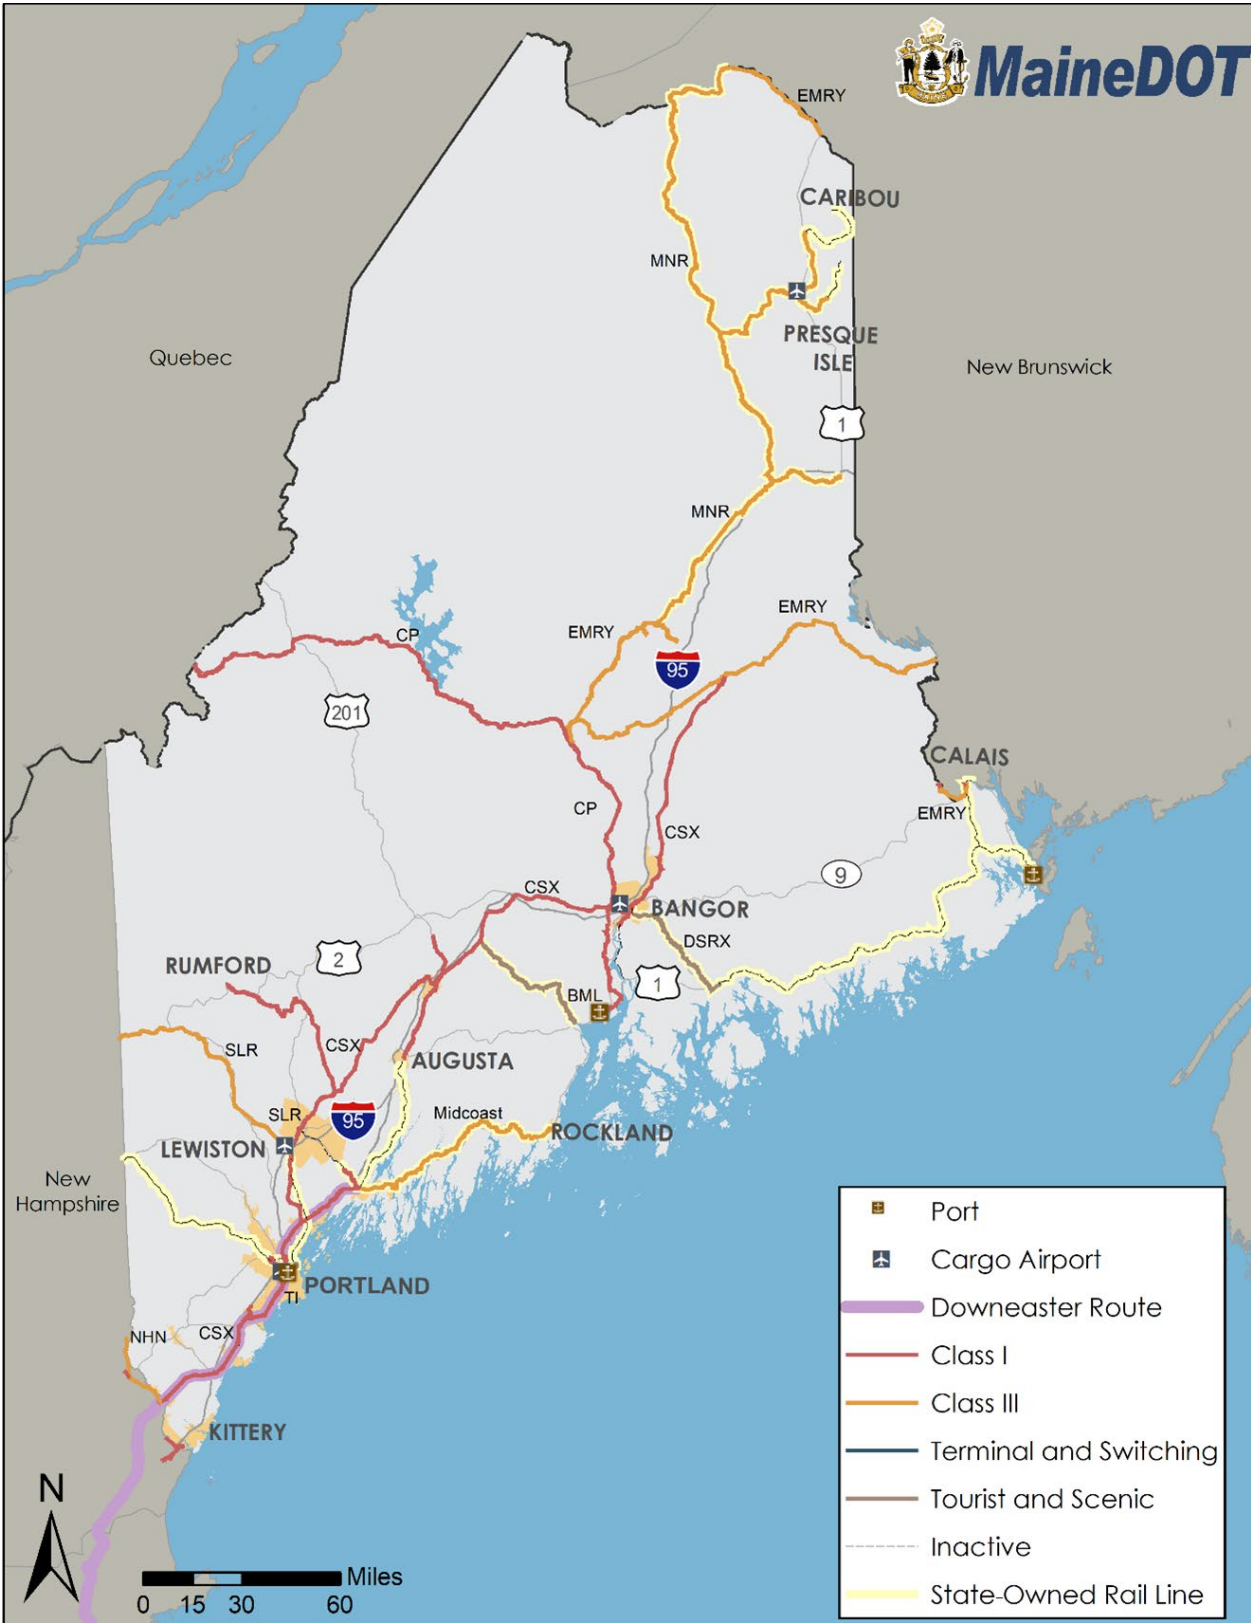 MaineDOT
EMRY
CARIBOU
MNR
PRESQUE
ISLE
Quebec
New Brunswick
1
MNR
EMRY
EMRY
CP
95
201
CALAIS
CP
EMRY
CSX
9
CSX
BANGOR
DSRX
RUMFORD
2
1
BML
SLR
CSX
AUGUSTA
SLR
95
Midcoast
ROCKLAND
LEWISTON
New
Hampshire
PORTLAND
TI
NHN
CSX
KITTERY
N
Miles
0 15 30 60
Port
Cargo Airport
Downeaster Route
Class I
Class III
Terminal and Switching
Tourist and Scenic
Inactive
State-Owned Rail Line